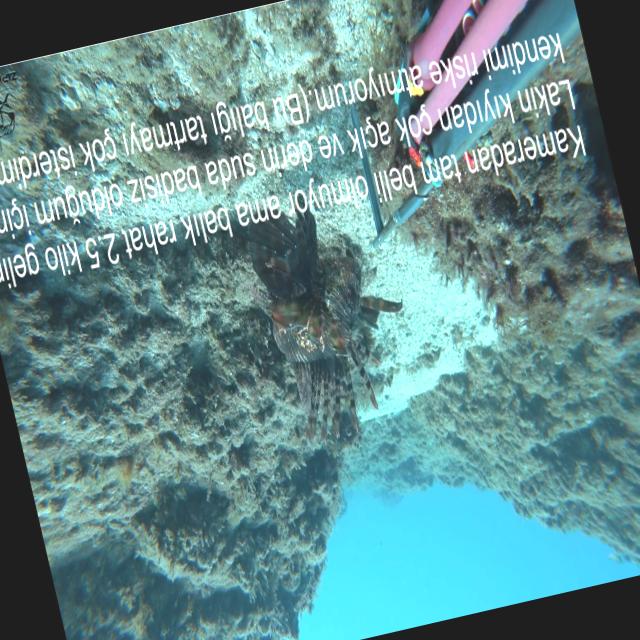 Kameradan tam belli olmuyor ama balık rahat 2.5 kilo gelir
Lakin kıyıdan çok açık ve derin suda badısız olduğum için
kendimi riske atmıyorum.(Bu balığı tartmayı çok isterdim